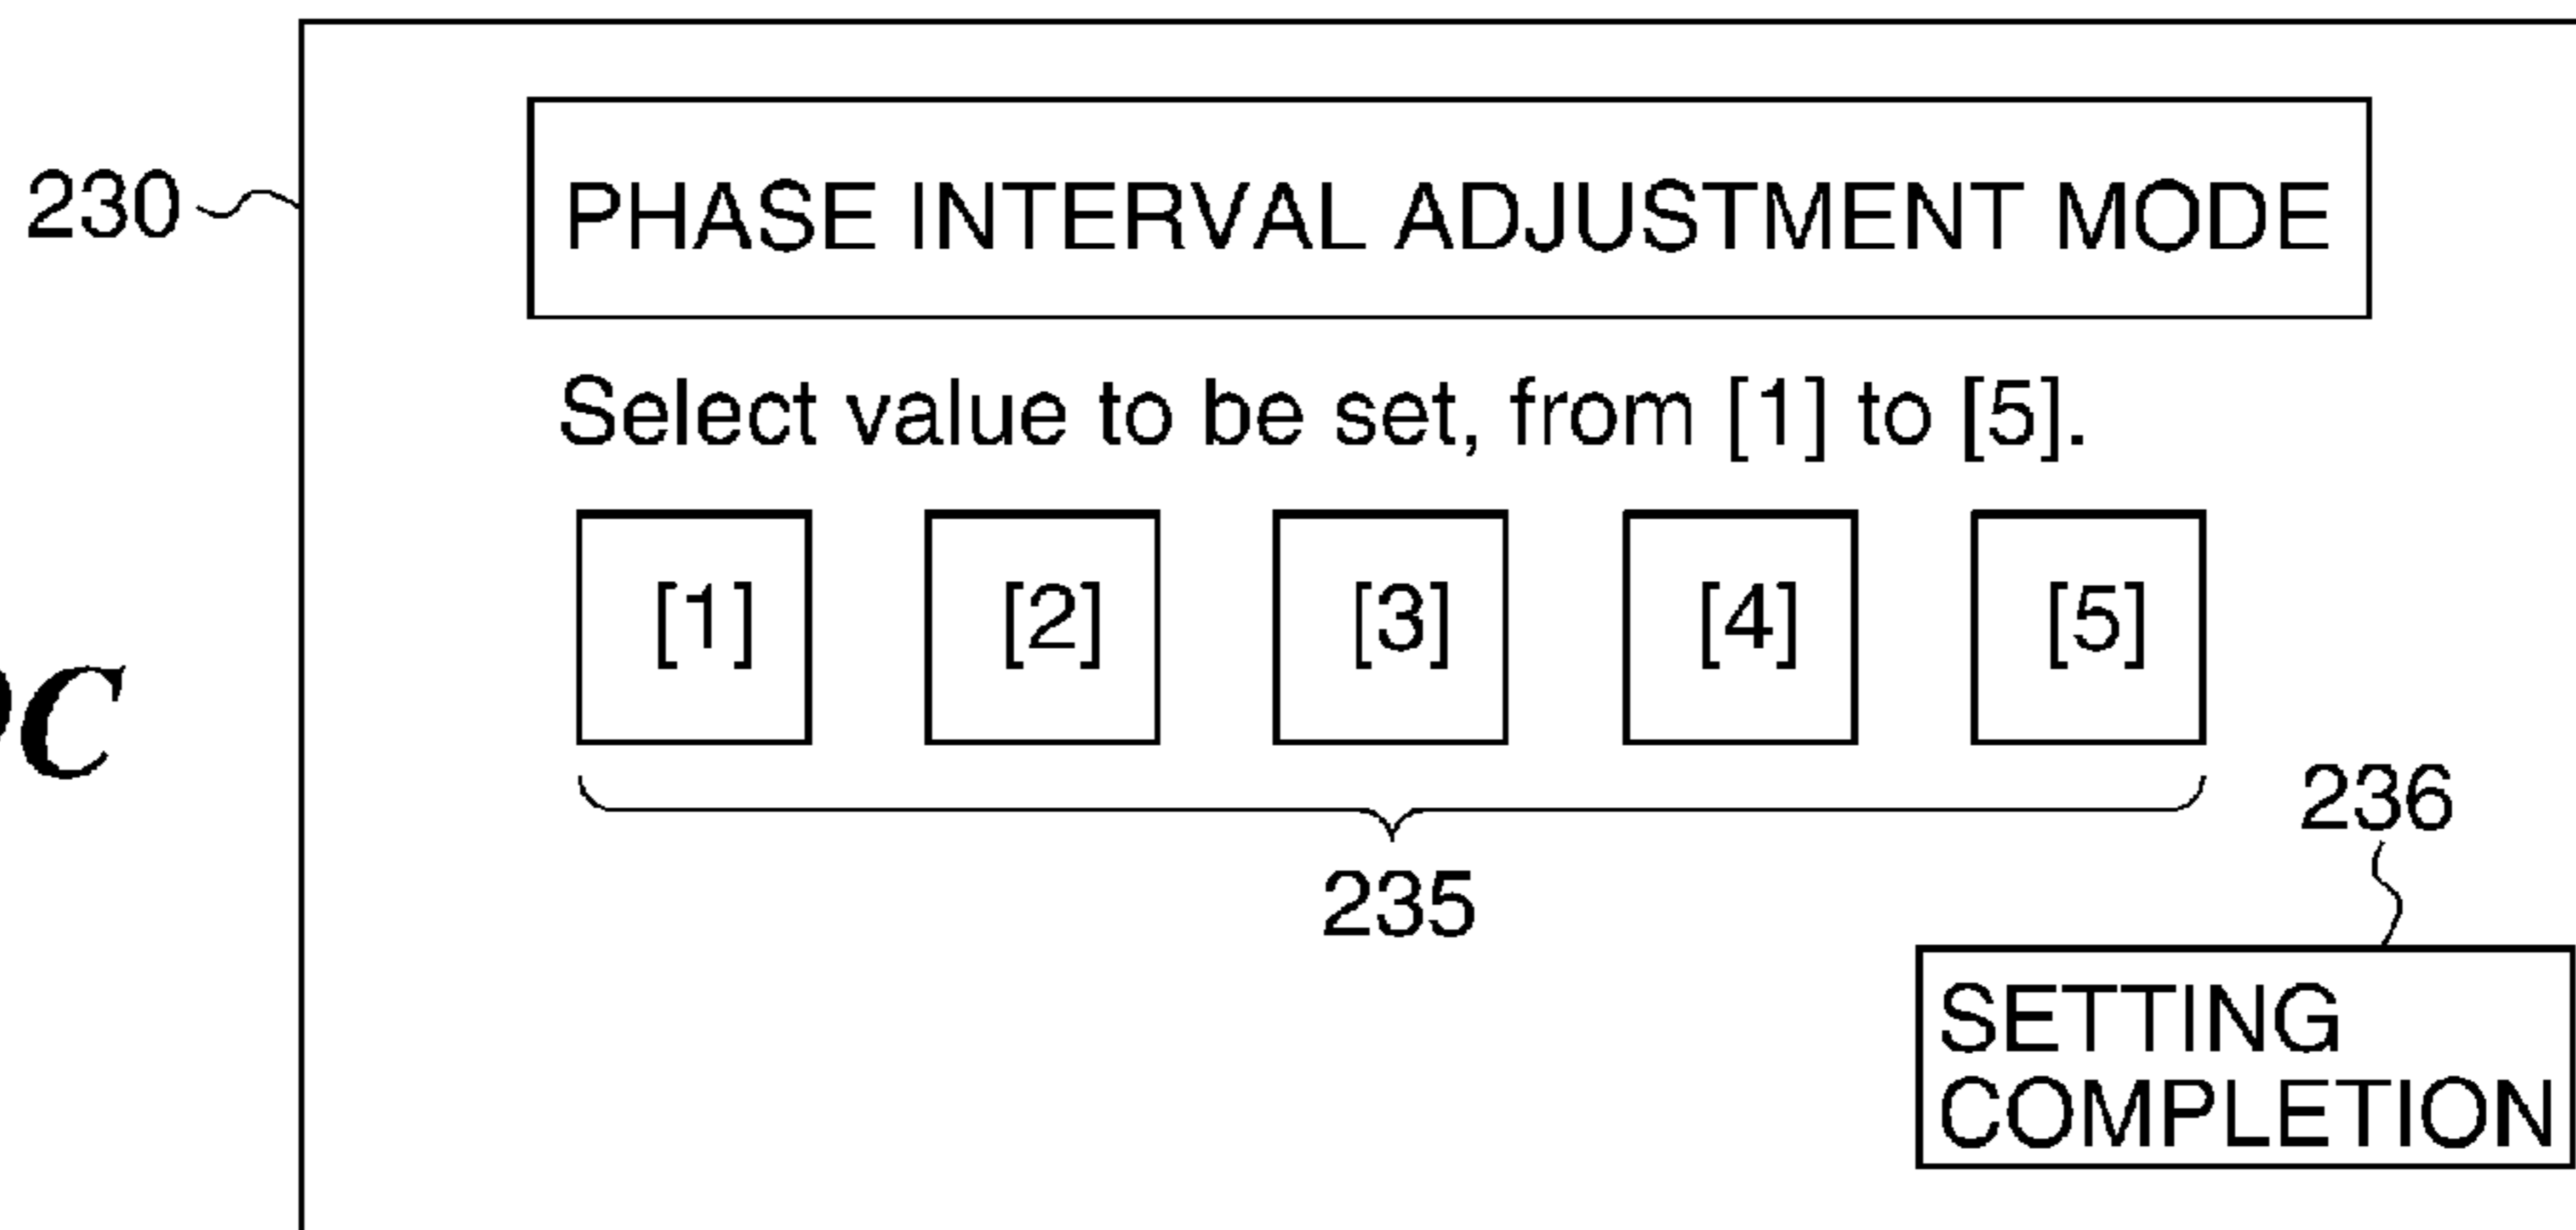 230
PHASE INTERVAL ADJUSTMENT MODE
Select value to be set, from [1] to [5].
[1] [2] [3] [4] [5]
C
235
236
SETTING
COMPLETION